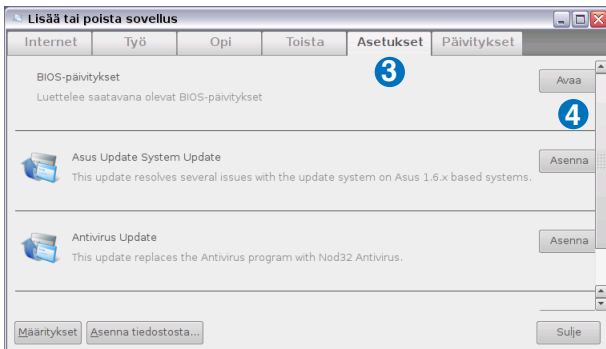 Lisää tai poista sovellus
Internet Työ Opi Toista Asetukset Päivitykset
3
BIOS-päivitykset
Avaa
Luettelee saatavana olevat BIOS-päivitykset
4
Asus Update System Update
Asenna
This update resolves several issues with the update system on Asus 1.6.x based systems.
Antivirus Update
Asenna
This update replaces the Antivirus program with Nod32 Antivirus.
Määritykset Asenna tiedostosta... Sulje